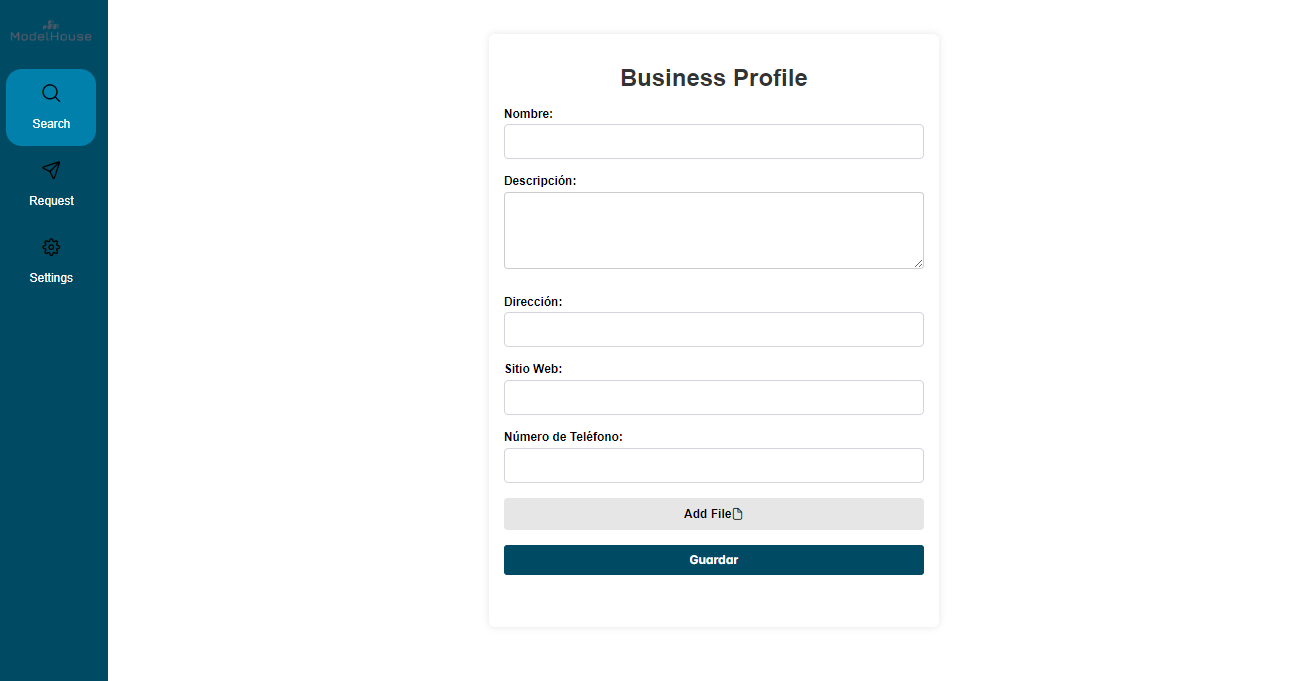 ModelHouse
Search
Request
Settings
Business Profile
Nombre:
Descripción:
Dirección:
Sitio Web:
Número de Teléfono:
Add File
Guardar